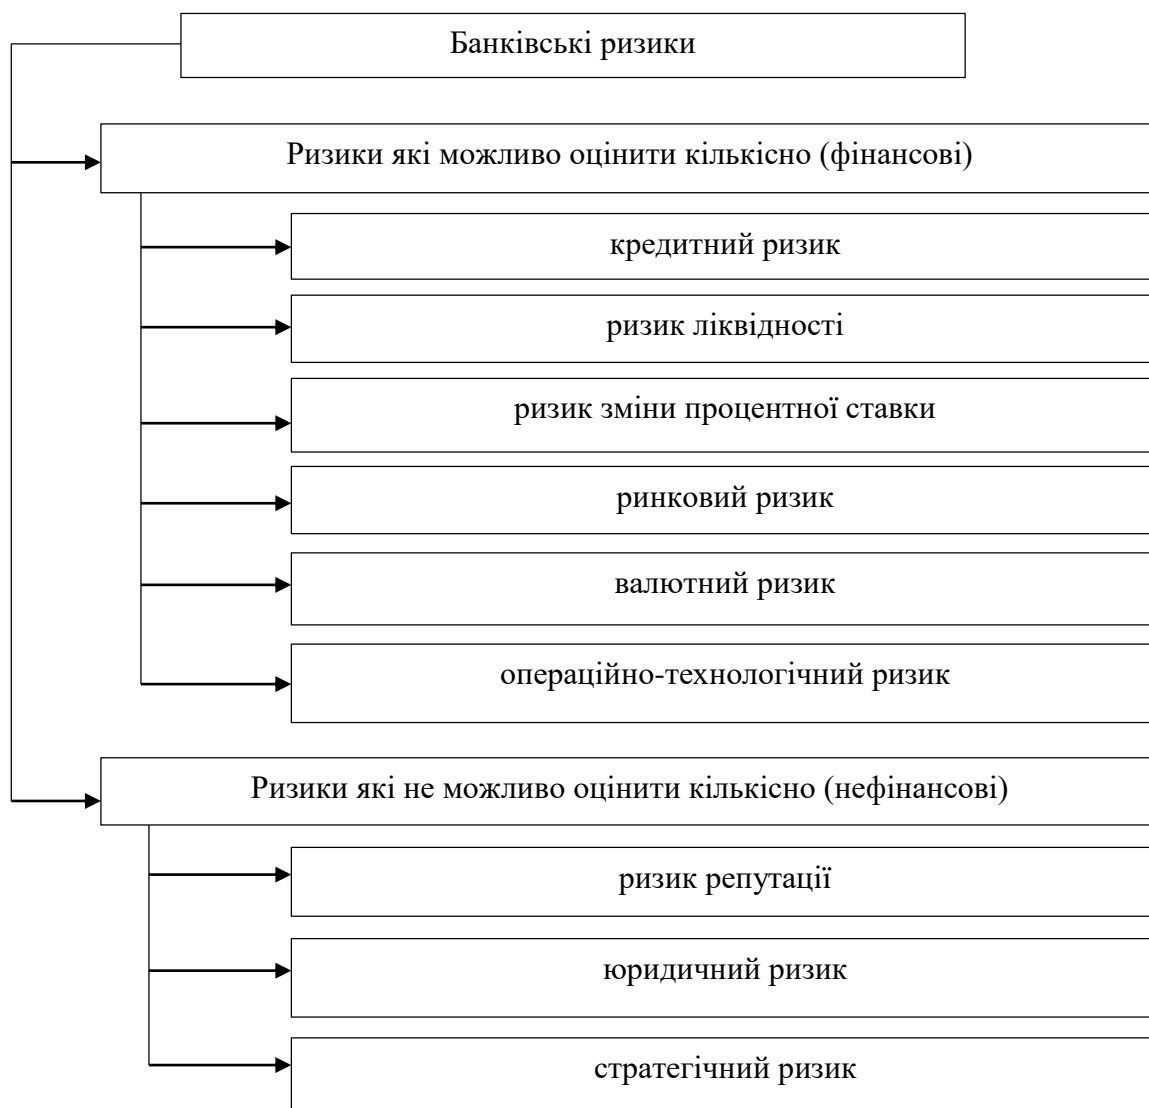 Банківські ризики
Ризики які можливо оцінити кількісно (фінансові)
кредитний ризик
ризик ліквідності
ризик зміни процентної ставки
ринковий ризик
валютний ризик
операційно-технологічний ризик
Ризики які не можливо оцінити кількісно (нефінансові)
ризик репутації
юридичний ризик
стратегічний ризик